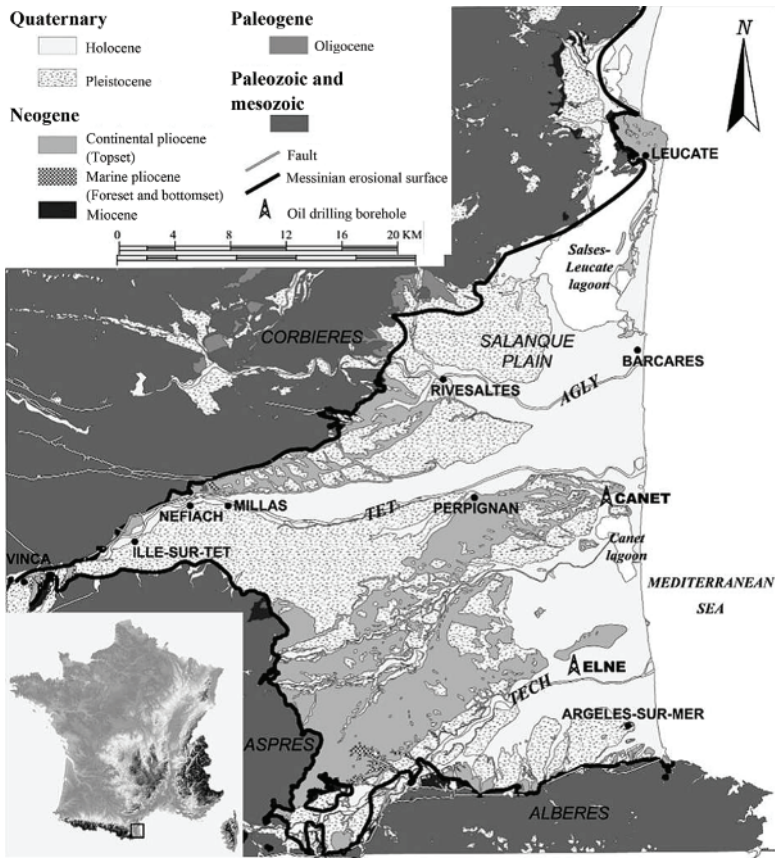 Quaternary
Holocene
Pleistocene
Neogene
Continental pliocene
(Topset)
Marine pliocene
(Foreset and bottomset)
Miocene
Paleogene
Oligocene
Paleozoic and
mesozoic
Fault
Messinian erosional surface
Oil drilling borehole
0 4 8 12 16 20 KM
N
LEUCATE
Salses-
Leucate
lagoon
CORBIERES
SALANQUE
PLAIN
BARCARES
RIVESALTES
AGLY
NEFIACH
MILLAS
TET
PERPIGNAN
CANET
VINCA
ILLE-SUR-TET
Canet
lagoon
MEDITERRANEAN
SEA
ELNE
TECH
ARGELES-SUR-MER
ASPRES
ALBERES